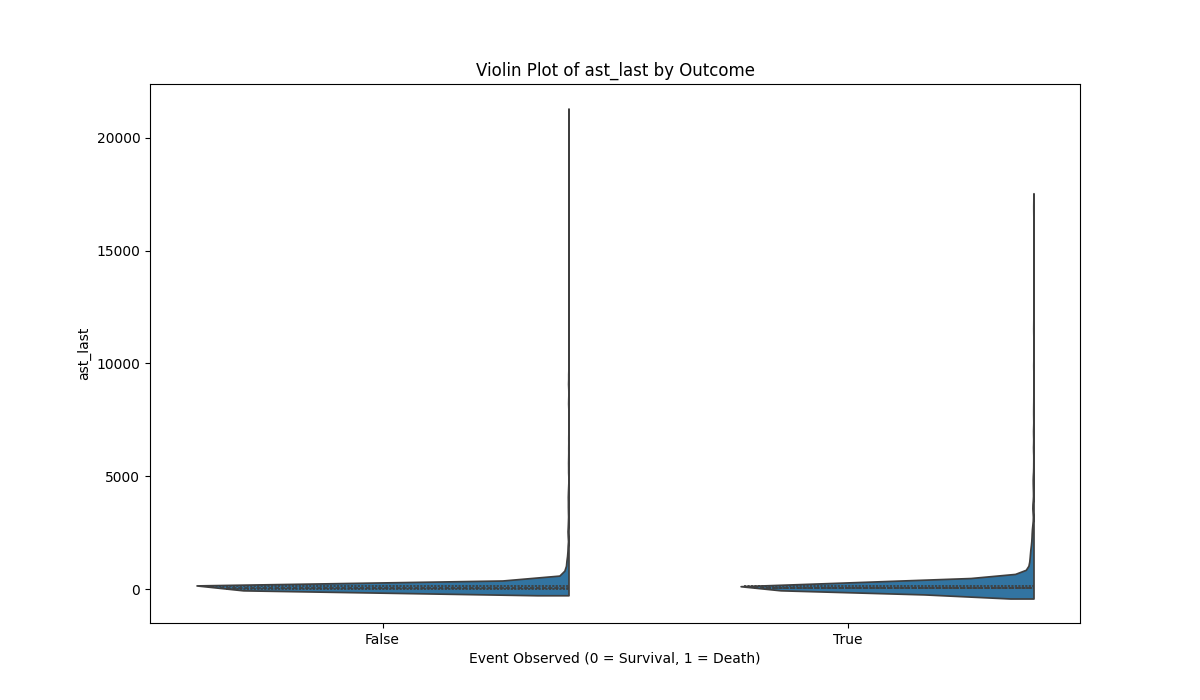 Violin Plot of ast_last by Outcome
20000
15000
10000
5000
0
ast_last
False
True
Event Observed (0 = Survival, 1 = Death)